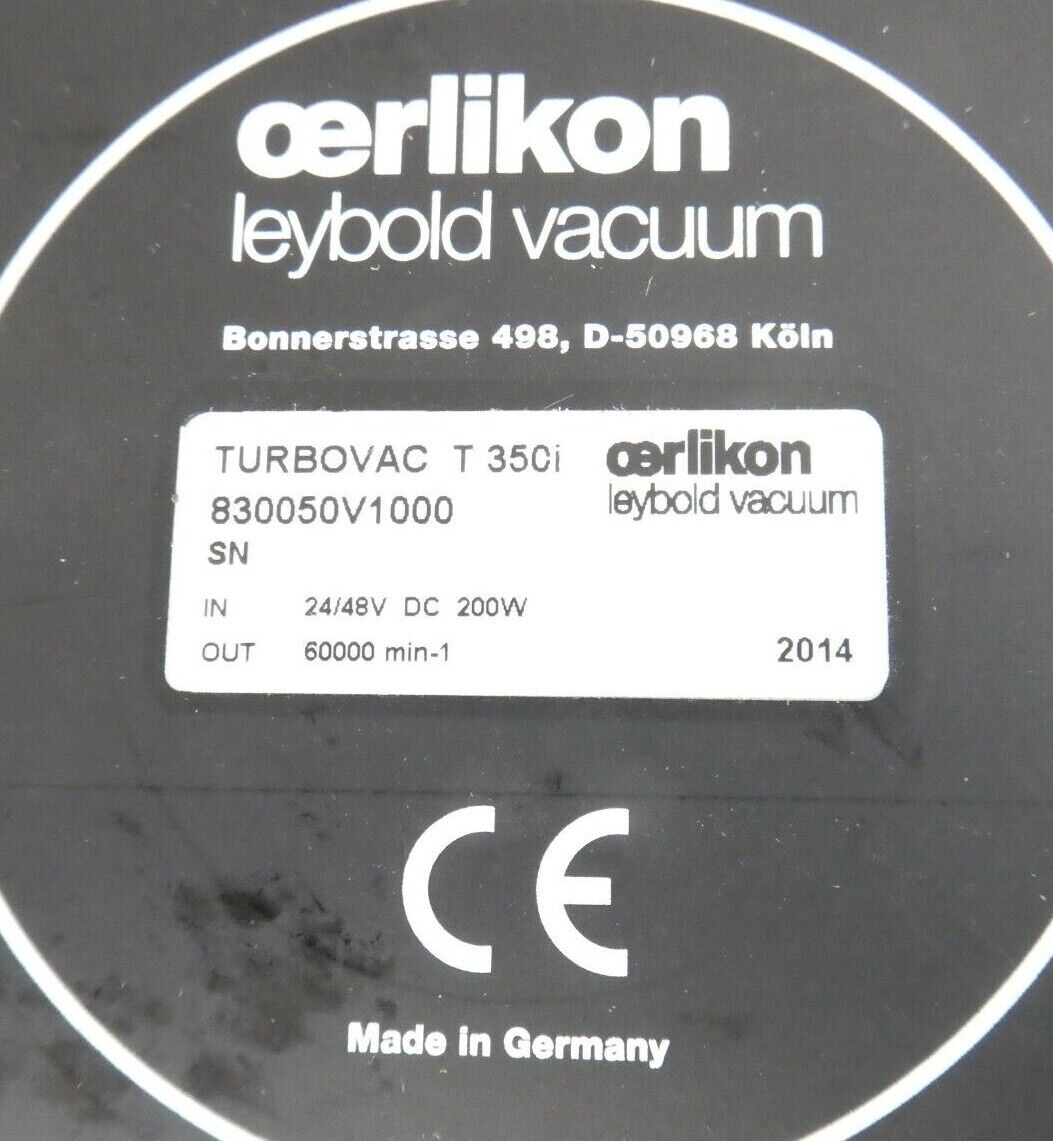 œrlikon
leybold vacuum
Bonnerstrasse 498, D-50968 Köln
TURBOVAC T 350i œrlikon
830050V1000 leybold vacuum
SN
IN 24/48V DC 200W
OUT 60000 min-1 2014
CE
Made in Germany